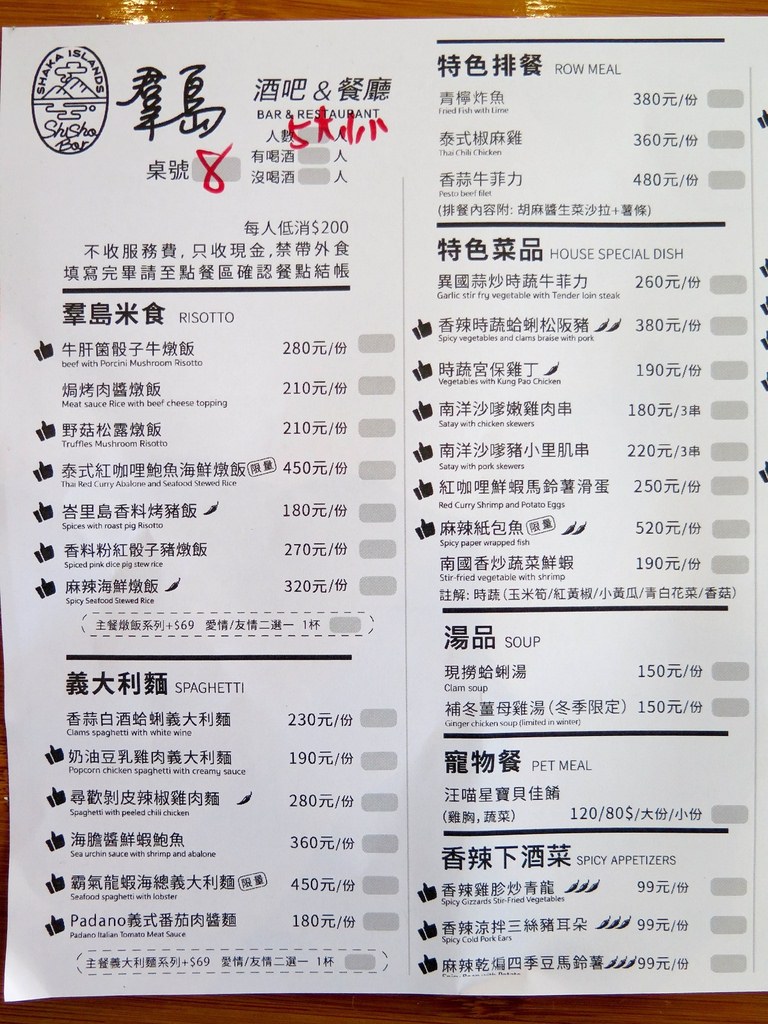 SHAKA ISLANDS
ShiSha
Bar
羣島
酒吧 & 餐廳
BAR & RESTAURANT
人數 5大1小 人
桌號 8
有喝酒 人
沒喝酒 人
每人低消$200
不收服務費, 只收現金,禁帶外食
填寫完畢請至點餐區確認餐點結帳
羣島米食 RISOTTO
牛肝菌骰子牛燉飯 280元/份
beef with Porcini Mushroom Risotto
焗烤肉醬燉飯 210元/份
Meat sauce Rice with beef cheese topping
野菇松露燉飯 210元/份
Truffles Mushroom Risotto
泰式紅咖哩鮑魚海鮮燉飯 限量 450元/份
Thai Red Curry Abalone and Seafood Stewed Rice
峇里島香料烤豬飯 180元/份
Spices with roast pig Risotto
香料粉紅骰子豬燉飯 270元/份
Spiced pink dice pig stew rice
麻辣海鮮燉飯 320元/份
Spicy Seafood Stewed Rice
主餐燉飯系列+$69 愛情/友情二選一 1杯
義大利麵 SPAGHETTI
香蒜白酒蛤蜊義大利麵 230元/份
Clams spaghetti with white wine
奶油豆乳雞肉義大利麵 190元/份
Popcorn chicken spaghetti with creamy sauce
尋歡剝皮辣椒雞肉麵 280元/份
Spaghetti with peeled chili chicken
海膽醬鮮蝦鮑魚 360元/份
Sea urchin sauce with shrimp and abalone
霸氣龍蝦海總義大利麵 限量 450元/份
Seafood spaghetti with lobster
Padano義式番茄肉醬麵 180元/份
Padano Italian Tomato Meat Sauce
主餐義大利麵系列+$69 愛情/友情二選一 1杯
特色排餐 ROW MEAL
青檸炸魚 380元/份
Fried Fish with Lime
泰式椒麻雞 360元/份
Thai Chili Chicken
香蒜牛菲力 480元/份
Pesto beef filet
(排餐內容附: 胡麻醬生菜沙拉+薯條)
特色菜品 HOUSE SPECIAL DISH
異國蒜炒時蔬牛菲力 260元/份
Garlic stir fry vegetable with Tender loin steak
香辣時蔬蛤蜊松阪豬 380元/份
Spicy vegetables and clams braise with pork
時蔬宮保雞丁 190元/份
Vegetables with Kung Pao Chicken
南洋沙嗲嫩雞肉串 180元/3串
Satay with chicken skewers
南洋沙嗲豬小里肌串 220元/3串
Satay with pork skewers
紅咖哩鮮蝦馬鈴薯滑蛋 250元/份
Red Curry Shrimp and Potato Eggs
麻辣紙包魚 限量 520元/份
Spicy paper wrapped fish
南國香炒蔬菜鮮蝦 190元/份
Stir-fried vegetable with shrimp
註解: 時蔬 (玉米筍/紅黃椒/小黃瓜/青白花菜/香菇)
湯品 SOUP
現撈蛤蜊湯 150元/份
Clam soup
補冬薑母雞湯 (冬季限定) 150元/份
Ginger chicken soup (limited in winter)
寵物餐 PET MEAL
汪喵星寶貝佳餚
(雞胸, 蔬菜) 120/80$/大份/小份
香辣下酒菜 SPICY APPETIZERS
香辣雞胗炒青龍 99元/份
Spicy Gizzards Stir-Fried Vegetables
香辣涼拌三絲豬耳朵 99元/份
Spicy Cold Pork Ears
麻辣乾煸四季豆馬鈴薯 99元/份